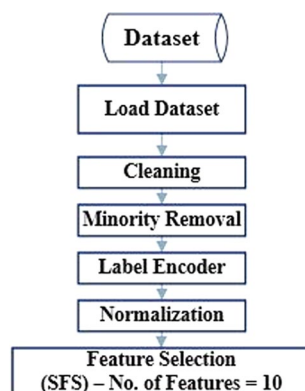 Dataset
Load Dataset
Cleaning
Minority Removal
Label Encoder
Normalization
Feature Selection
(SFS) – No. of Features = 10